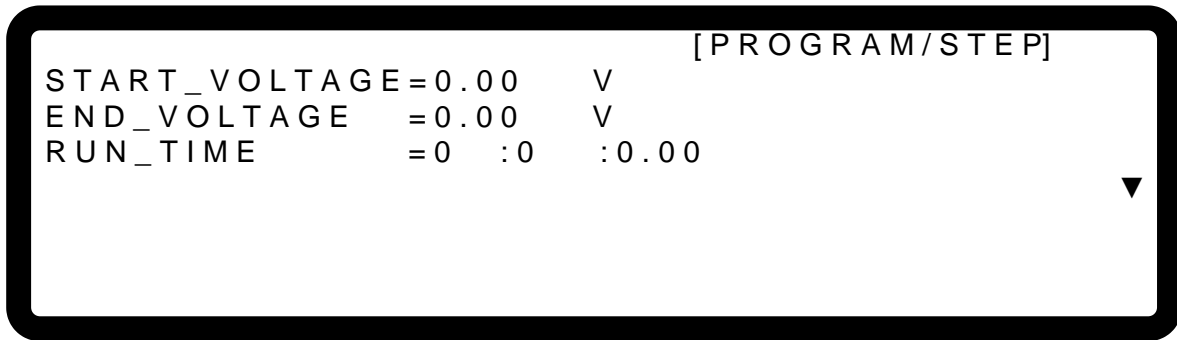 [PROGRAM/STEP]
START_VOLTAGE=0.00 V
END_VOLTAGE =0.00 V
RUN_TIME =0 :0 :0.00
▼